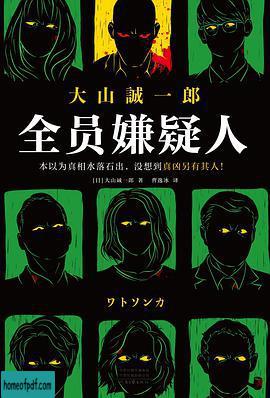 大山誠一郎
全员嫌疑人
本以为真相水落石出，没想到真凶另有其人！
[日]大山诚一郎 著 曹逸冰 译
ワトソンカ
homeofpdf.com